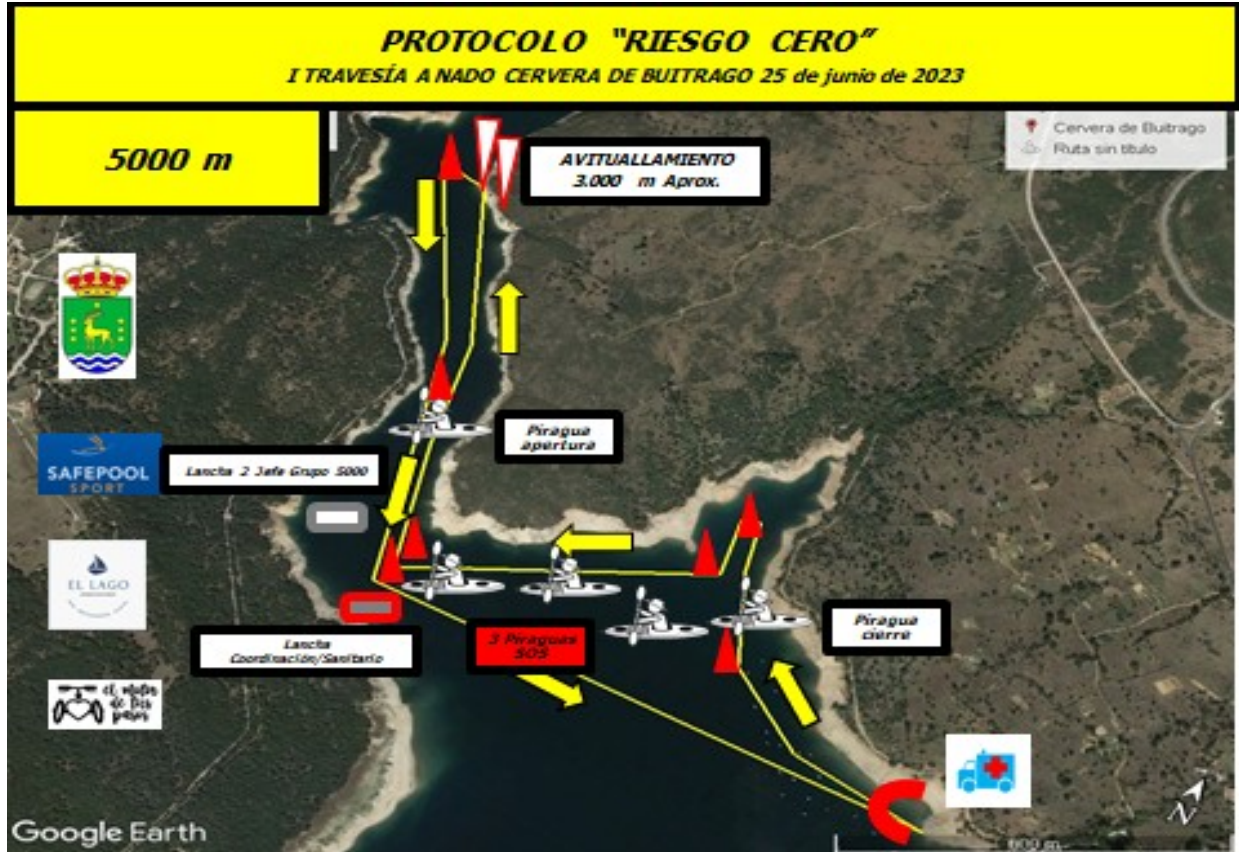 PROTOCOLO "RIESGO CERO"
I TRAVESÍA A NADO CERVERA DE BUITRAGO 25 de junio de 2023
5000 m
AVITUALLAMIENTO
3.000 m Aprox.
Cervera de Buitrago
Ruta sin título
Piragua
apertura
SAFEPOOL
SPORT
Lancha 2 Jefe Grupo 5000
EL LAGO
Lancha
Coordinación/Sanitario
3 Piraguas
SOS
Piragua
cierre
Google Earth
N
600 m